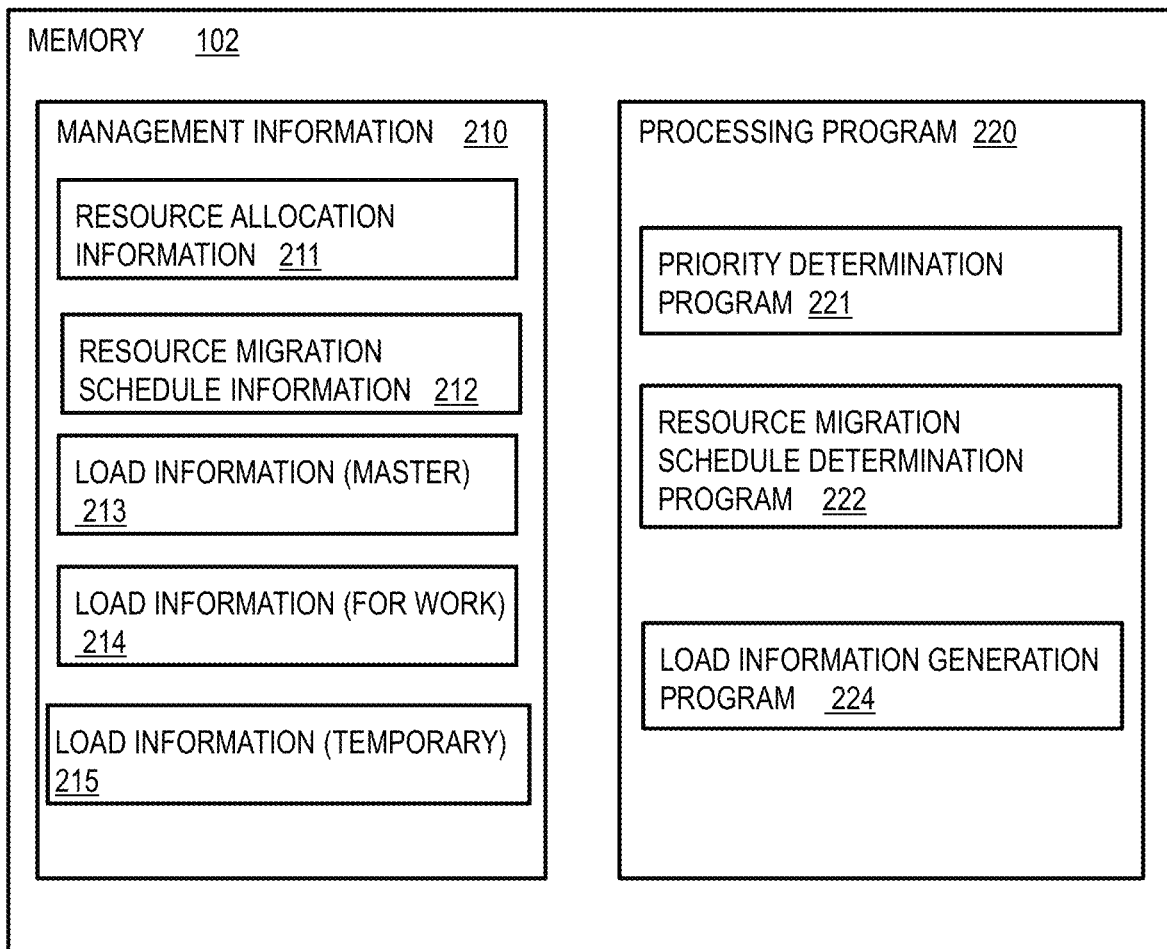 MEMORY 102
MANAGEMENT INFORMATION 210
RESOURCE ALLOCATION
INFORMATION 211
RESOURCE MIGRATION
SCHEDULE INFORMATION 212
LOAD INFORMATION (MASTER)
213
LOAD INFORMATION (FOR WORK)
214
LOAD INFORMATION (TEMPORARY)
215
PROCESSING PROGRAM 220
PRIORITY DETERMINATION
PROGRAM 221
RESOURCE MIGRATION
SCHEDULE DETERMINATION
PROGRAM 222
LOAD INFORMATION GENERATION
PROGRAM 224